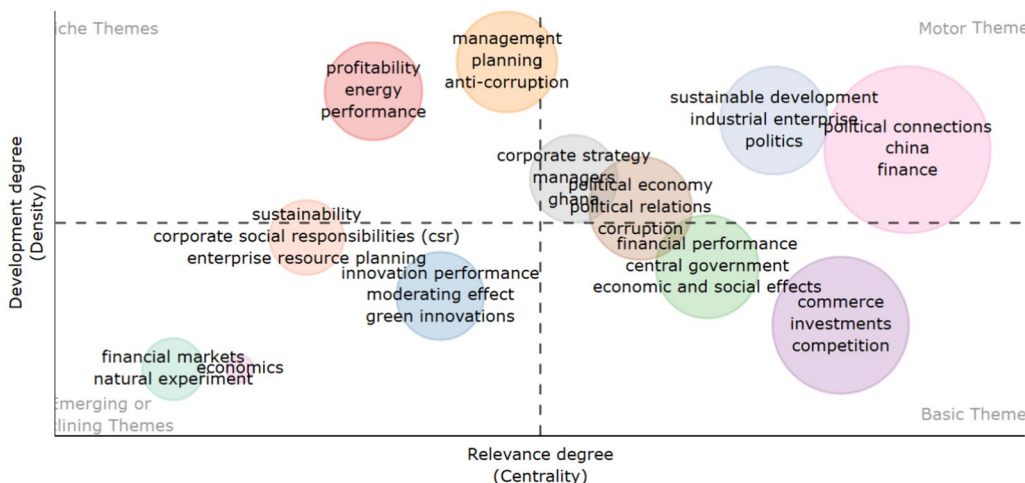 iche Themes
Motor Theme
management
planning
anti-corruption
profitability
energy
performance
sustainable development
industrial enterprise
politics
political connections
china
finance
corporate strategy
managers
ghana
political economy
political relations
corruption
sustainability
corporate social responsibilities (csr)
enterprise resource planning
financial performance
central government
economic and social effects
innovation performance
moderating effect
green innovations
commerce
investments
competition
financial markets
natural experiment
economics
Emerging or
lining Themes
Basic Theme
Development degree
(Density)
Relevance degree
(Centrality)